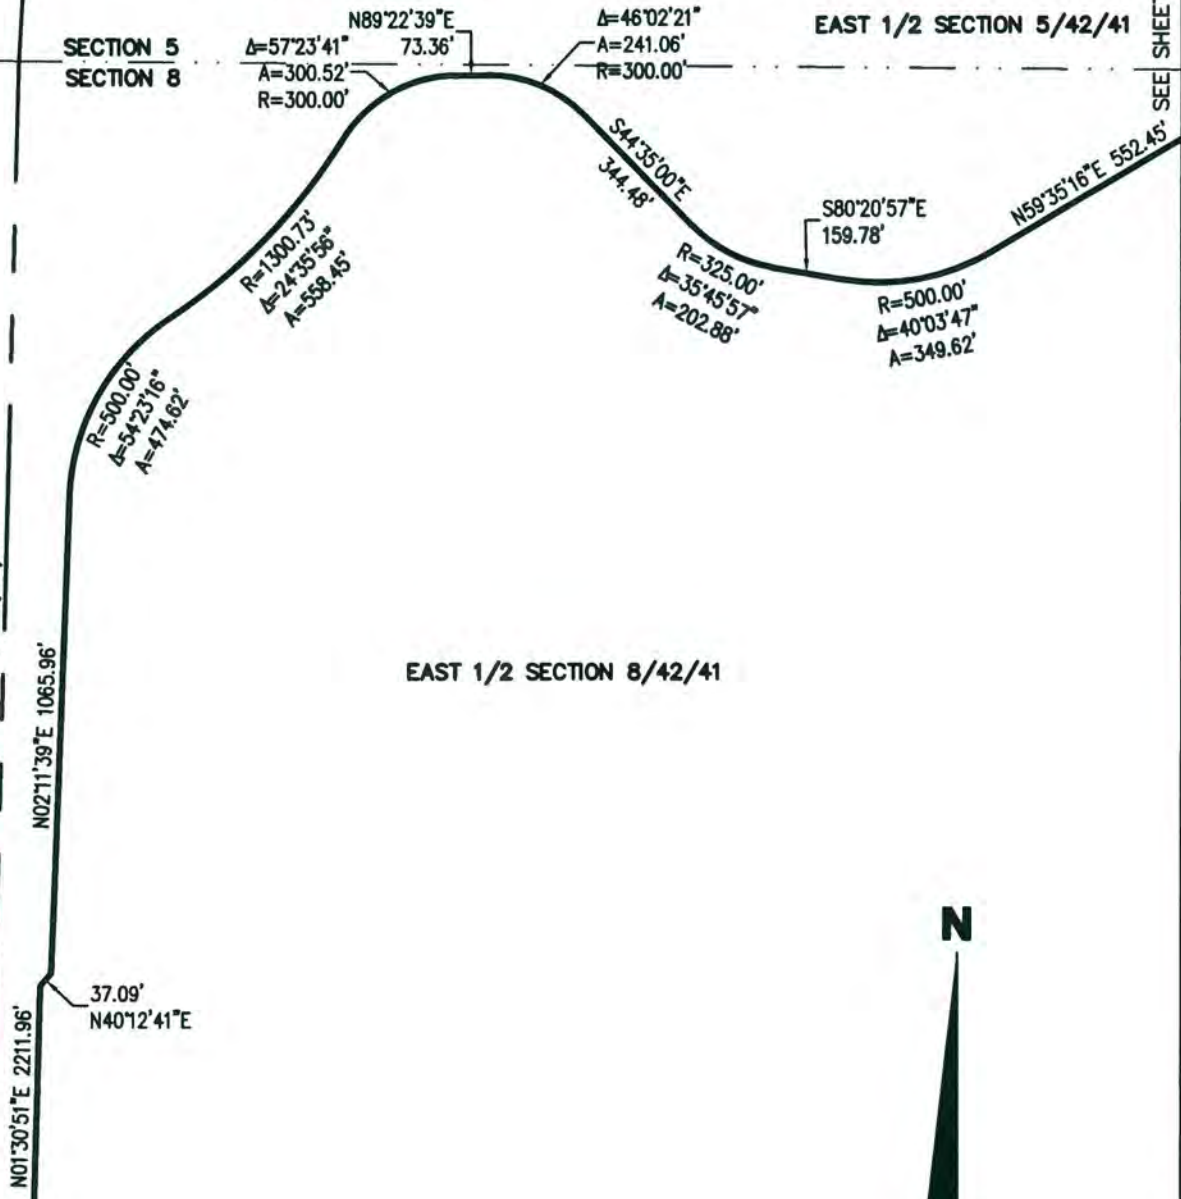 SECTION 5
SECTION 8
Δ=57°23'41"
A=300.52'
R=300.00'
N89°22'39"E
73.36'
Δ=46°02'21"
A=241.06'
R=300.00'
EAST 1/2 SECTION 5/42/41
SEE SHEET
S44°35'00"E
344.48'
S80°20'57"E
159.78'
N59°35'16"E 552.45'
R=1300.73'
Δ=24°35'56"
A=558.45'
R=325.00'
Δ=35°45'57"
A=202.88'
R=500.00'
Δ=40°03'47"
A=349.62'
R=500.00'
Δ=54°23'16"
A=474.62'
N02°11'39"E 1065.96'
EAST 1/2 SECTION 8/42/41
N
37.09'
N40°12'41"E
N01°30'51"E 2211.96'